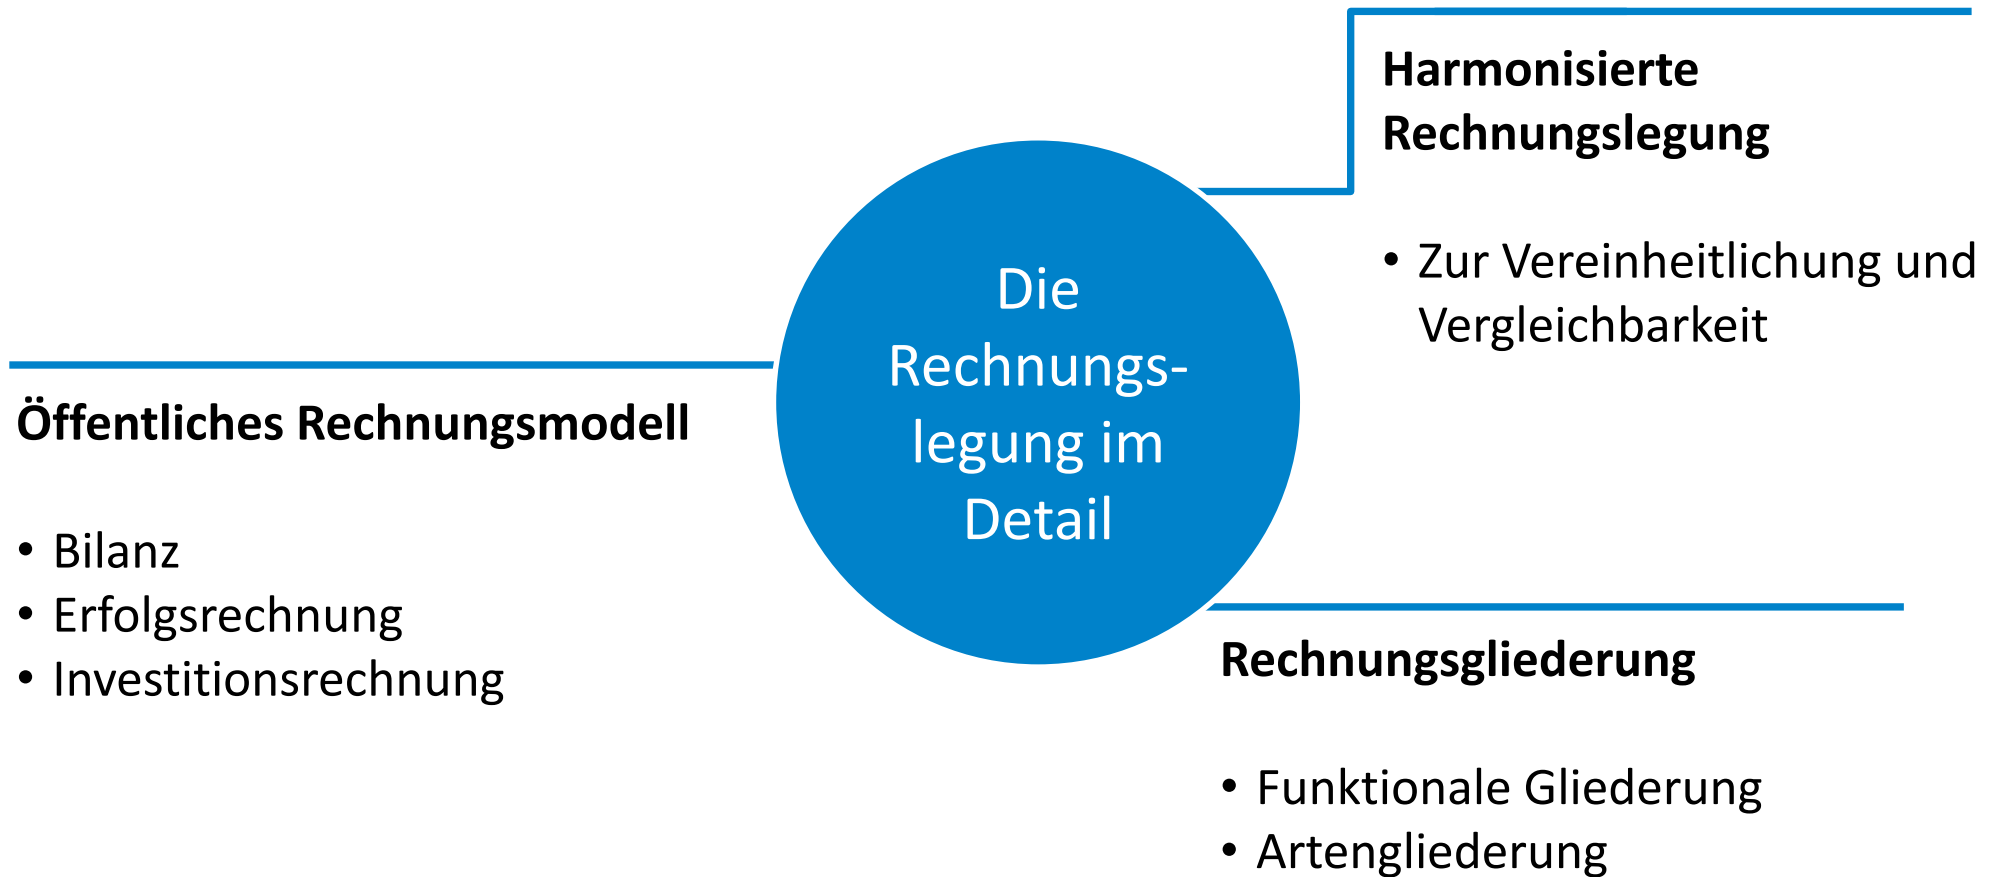 Harmonisierte
Rechnungslegung
• Zur Vereinheitlichung und
Vergleichbarkeit
Die
Rechnungs-
legung im
Detail
Öffentliches Rechnungsmodell
• Bilanz
• Erfolgsrechnung
• Investitionsrechnung
Rechnungsgliederung
• Funktionale Gliederung
• Artengliederung